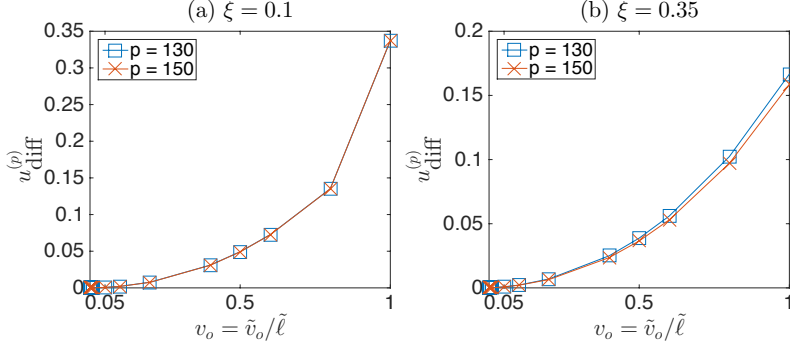 (a) ξ = 0.1
0.35
0.3
0.25
0.2
0.15
0.1
0.05
0
u_diff^(p)
p = 130
p = 150
0 0.05 0.5 1
v_o = ṽ_o/ℓ̃
(b) ξ = 0.35
0.2
0.15
0.1
0.05
0
u_diff^(p)
p = 130
p = 150
0.05 0.5 1
v_o = ṽ_o/ℓ̃